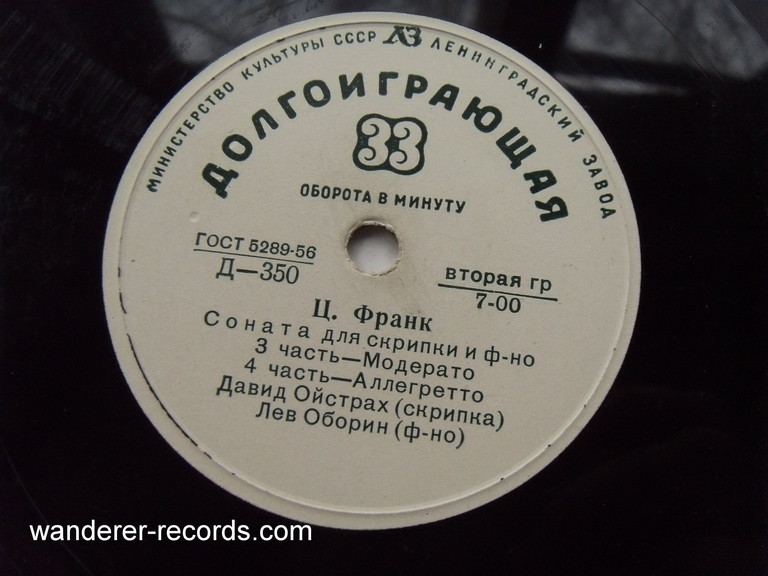 МИНИСТЕРСТВО КУЛЬТУРЫ СССР ЛЗ ЛЕНИНГРАДСКИЙ ЗАВОД
ДОЛГОИГРАЮЩАЯ
33
ОБОРОТА В МИНУТУ
ГОСТ 5289-56
Д—350
вторая гр
7-00
Ц. Франк
Соната для скрипки и ф-но
3 часть—Модерато
4 часть—Аллегретто
Давид Ойстрах (скрипка)
Лев Оборин (ф-но)
wanderer-records.com